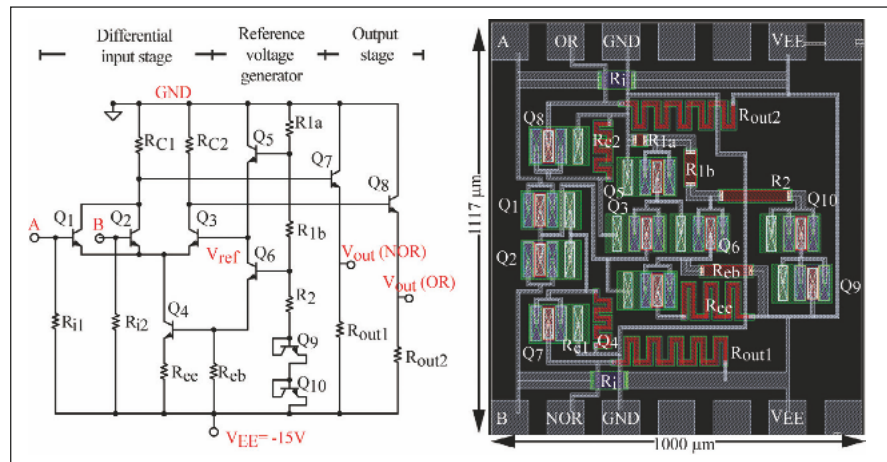 Differential input stage
Reference voltage generator
Output stage
GND
RC1
RC2
Q5
R1a
Q7
Q8
A
Q1
B
Q2
Q3
Vref
Q6
R1b
Vout (NOR)
Vout (OR)
Q4
R2
Ri1
Ri2
Ree
Reb
Q9
Q10
Rout1
Rout2
VEE= -15V
A
OR
GND
VEE
Ri
Q8
Rc2
R1a
Rout2
R1b
R2
Q5
Q1
Q3
Q10
Q6
Q2
Reb
Q9
Ree
Q7
Rc1
Q4
Rout1
Ri
B
NOR
GND
VEE
1117 µm
1000 µm